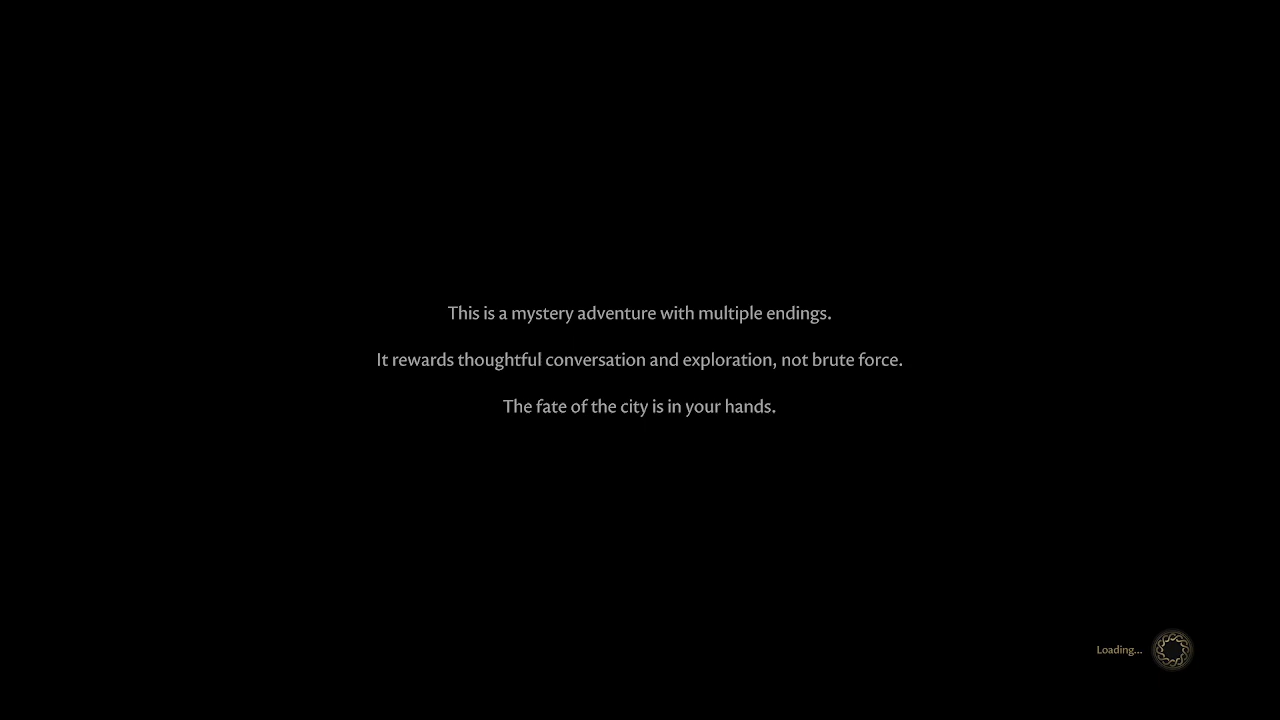 This is a mystery adventure with multiple endings.
It rewards thoughtful conversation and exploration, not brute force.
The fate of the city is in your hands.
Loading...